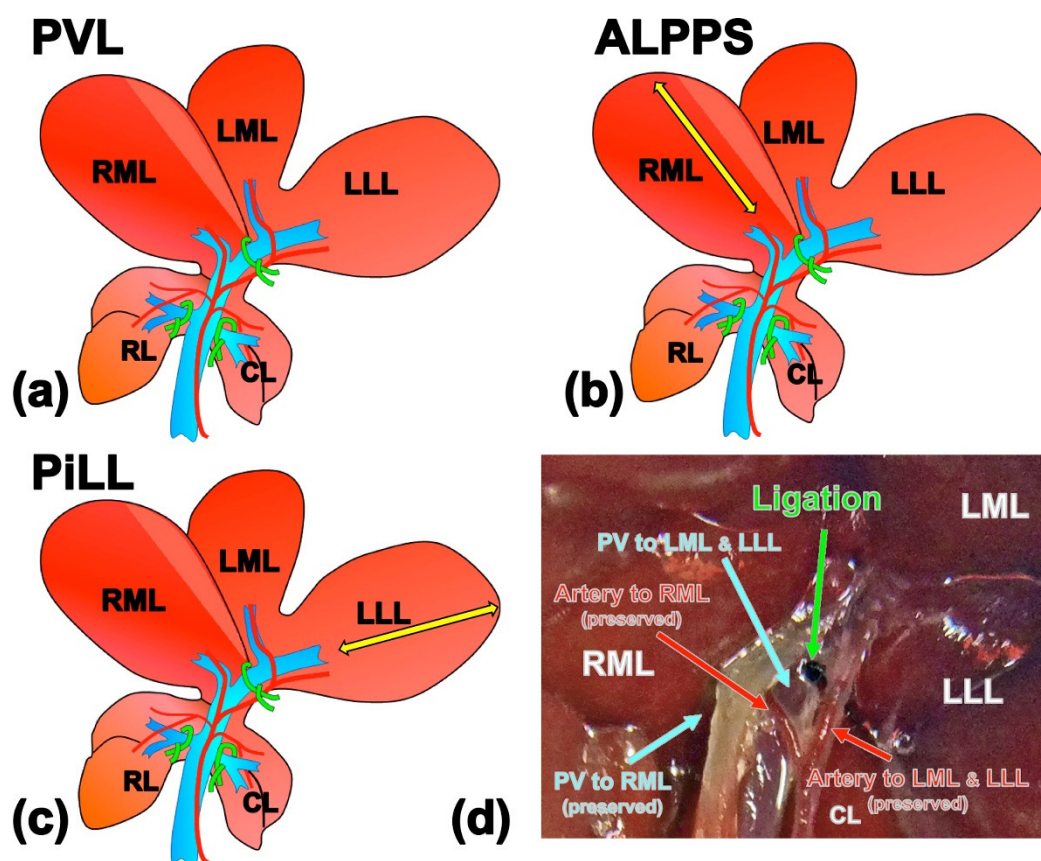 PVL
RML
LML
LLL
RL
CL
(a)
ALPPS
RML
LML
LLL
RL
CL
(b)
PiLL
RML
LML
LLL
RL
CL
(c)
Ligation
LML
PV to LML & LLL
Artery to RML
(preserved)
RML
LLL
PV to RML
(preserved)
Artery to LML & LLL
(preserved)
CL
(d)